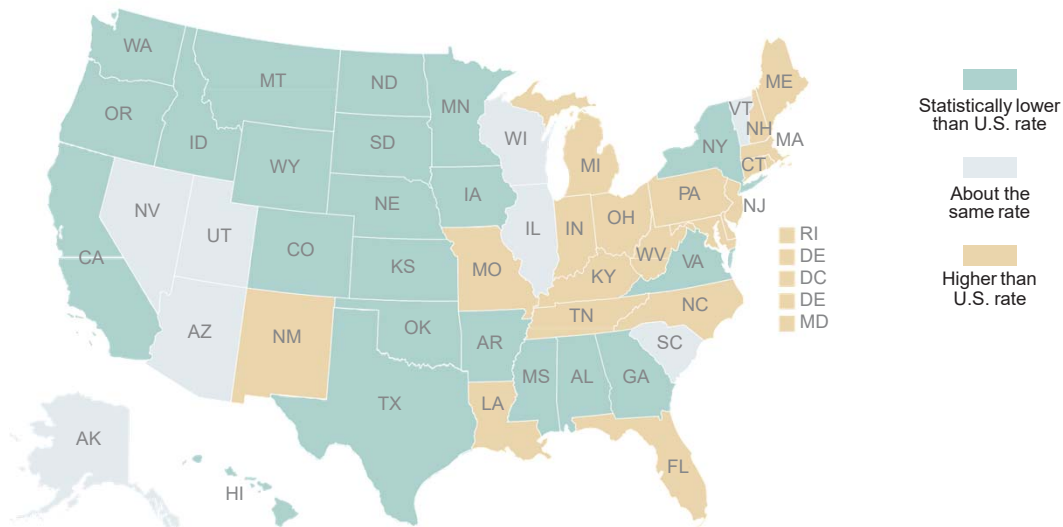 WA
MT
ND
MN
OR
ID
WY
SD
WI
MI
NY
VT
ME
NH
MA
CT
NV
UT
CO
NE
IA
IL
IN
OH
PA
NJ
CA
KS
MO
KY
WV
VA
AZ
NM
OK
AR
TN
NC
SC
TX
LA
MS
AL
GA
FL
AK
HI
RI
DE
DC
DE
MD
Statistically lower
than U.S. rate
About the
same rate
Higher than
U.S. rate